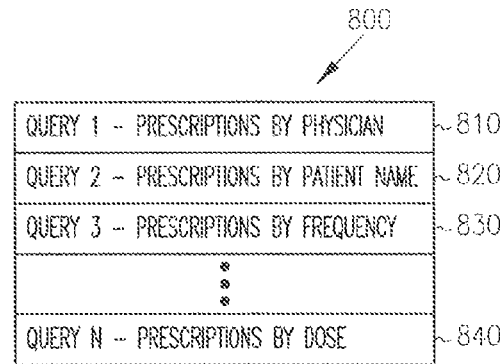 800
QUERY 1 - PRESCRIPTIONS BY PHYSICIAN 810
QUERY 2 - PRESCRIPTIONS BY PATIENT NAME 820
QUERY 3 - PRESCRIPTIONS BY FREQUENCY 830
QUERY N - PRESCRIPTIONS BY DOSE 840